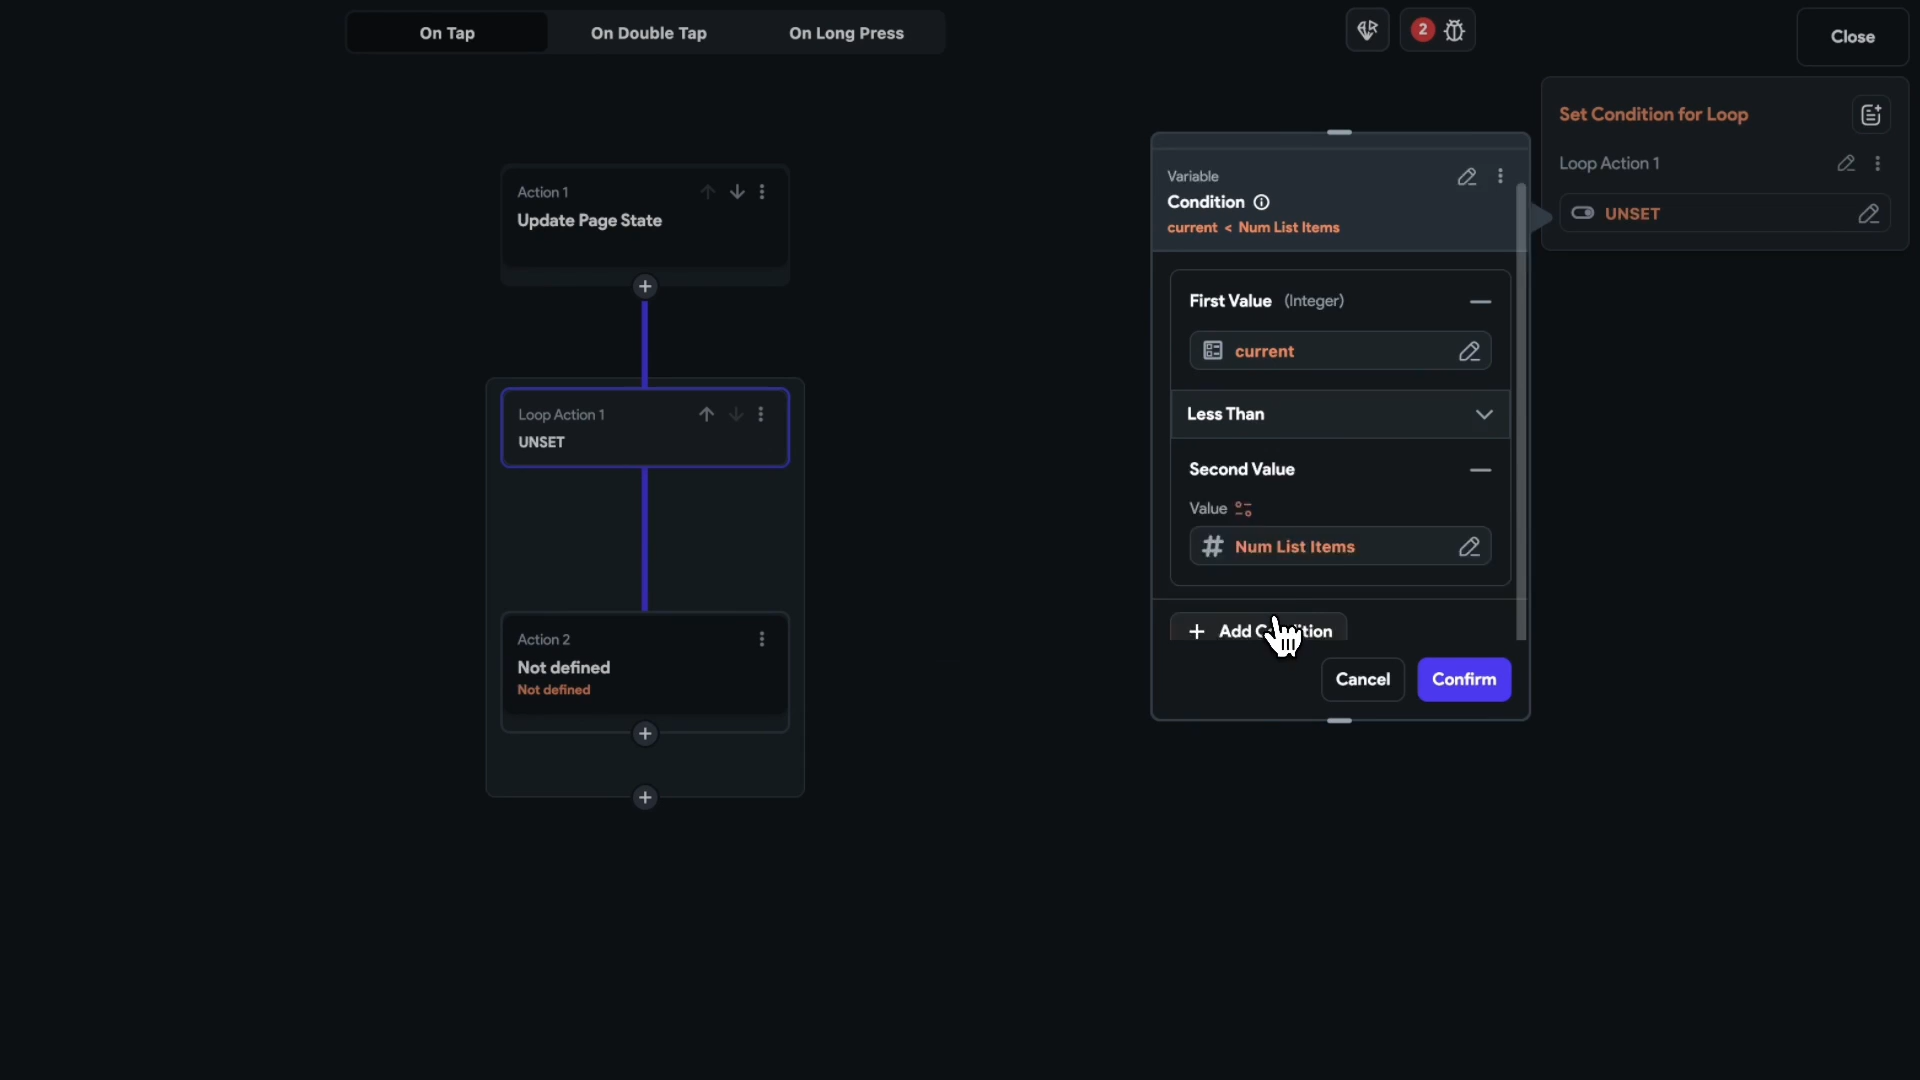 On Tap
On Double Tap
On Long Press
2
Close
Set Condition for Loop
Loop Action 1
UNSET
Action 1
Update Page State
Loop Action 1
UNSET
Action 2
Not defined
Not defined
Variable
Condition
current < Num List Items
First Value (Integer)
current
Less Than
Second Value
Value
Num List Items
Add
Cancel
Confirm